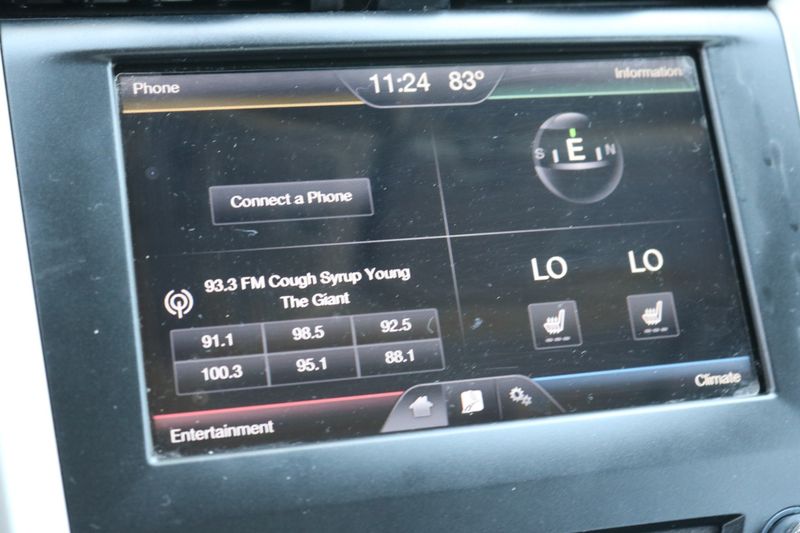 Phone
11:24 83°
Information
S E N
Connect a Phone
LO LO
93.3 FM Cough Syrup Young
The Giant
91.1 98.5 92.5
100.3 95.1 88.1
Climate
Entertainment